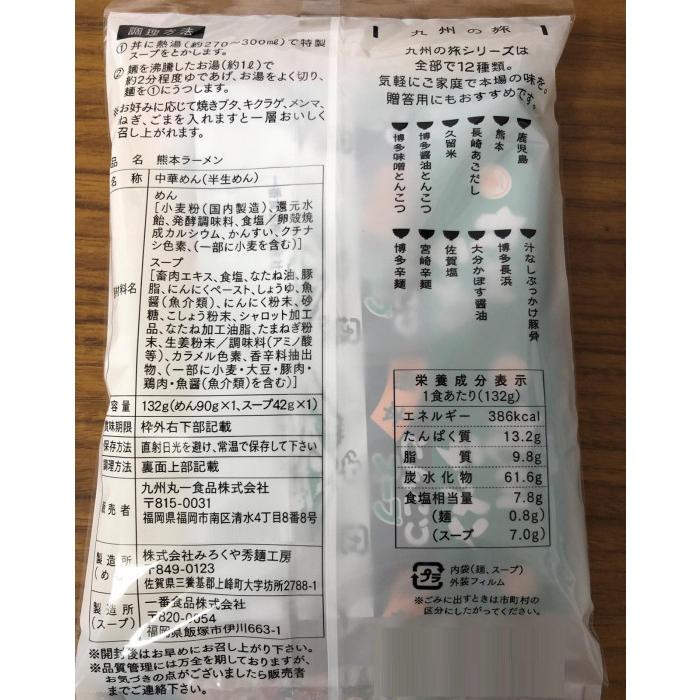 調理方法
①丼に熱湯(約270～300ml)で特製
スープをとかします。
②麺を沸騰したお湯(約1ℓ)で
約2分程度ゆであげ、お湯をよく切り、
麺を①にうつします。
※お好みに応じて焼きブタ、キクラゲ、メンマ、
ねぎ、ごまを入れますと一層おいしく
召し上がれます。
品名 熊本ラーメン
名称 中華めん(半生めん)
原材料名
めん
[小麦粉(国内製造)、還元水
飴、発酵調味料、食塩／卵殻焼
成カルシウム、かんすい、クチナ
シ色素、(一部に小麦を含む)]
スープ
[畜肉エキス、食塩、なたね油、豚
脂、にんにくペースト、しょうゆ、魚
醤(魚介類)、にんにく粉末、砂
糖、こしょう粉末、シャロット加工
品、なたね加工油脂、たまねぎ粉
末、生姜粉末／調味料(アミノ酸
等)、カラメル色素、香辛料抽出
物、(一部に小麦・大豆・豚肉・
鶏肉・魚醤(魚介類)を含む)]
内容量 132g(めん90g×1、スープ42g×1)
賞味期限 枠外右下部記載
保存方法 直射日光を避け、常温で保存して下さい
調理方法 裏面上部記載
販売者
九州丸一食品株式会社
〒815-0031
福岡県福岡市南区清水4丁目8番8号
製造所(めん)
株式会社みろくや秀麺工房
〒849-0123
佐賀県三養基郡上峰町大字坊所2788-1
製造所(スープ)
一番食品株式会社
〒820-0054
福岡県飯塚市伊川663-1
※開封後はお早めにお召し上がり下さい。
※品質管理には万全を期しておりますが、
お気づきの点がございましたら販売者
までご連絡下さい。
九州の旅
九州の旅シリーズは
全部で12種類。
気軽にご家庭で本場の味を。
贈答用にもおすすめです。
鹿児島
熊本
長崎あごだし
久留米
博多醤油とんこつ
博多味噌とんこつ
汁なしぶっかけ豚骨
博多長浜
大分かぼす醤油
佐賀塩
宮崎辛麺
博多辛麺
栄養成分表示
1食あたり(132g)
エネルギー 386kcal
たんぱく質 13.2g
脂質 9.8g
炭水化物 61.6g
食塩相当量 7.8g
(麺) 0.8g)
(スープ) 7.0g)
プラ
内袋(麺、スープ)
外装フィルム
※ごみに出すときは市町村の
区分にしたがってください。